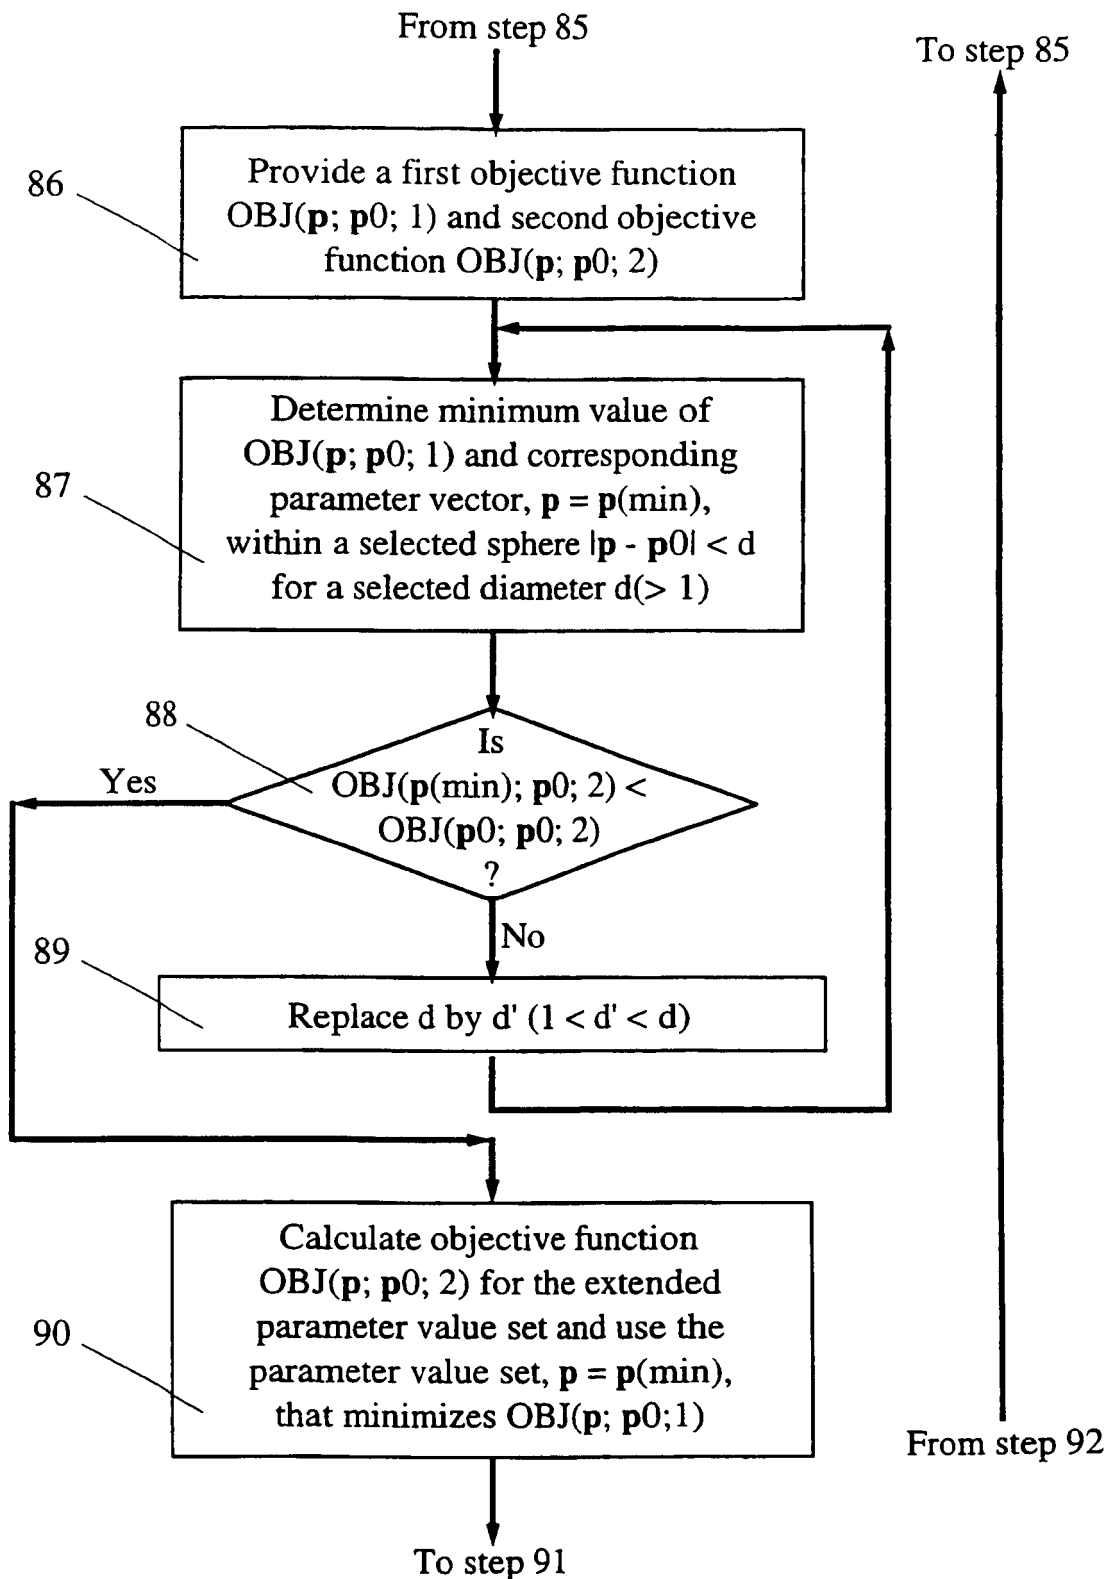 From step 85
To step 85
86
Provide a first objective function
OBJ(p; p0; 1) and second objective
function OBJ(p; p0; 2)
87
Determine minimum value of
OBJ(p; p0; 1) and corresponding
parameter vector, p = p(min),
within a selected sphere |p - p0| < d
for a selected diameter d(> 1)
88
Is
OBJ(p(min); p0; 2) <
OBJ(p0; p0; 2)
?
Yes
No
89
Replace d by d' (1 < d' < d)
90
Calculate objective function
OBJ(p; p0; 2) for the extended
parameter value set and use the
parameter value set, p = p(min),
that minimizes OBJ(p; p0;1)
From step 92
To step 91